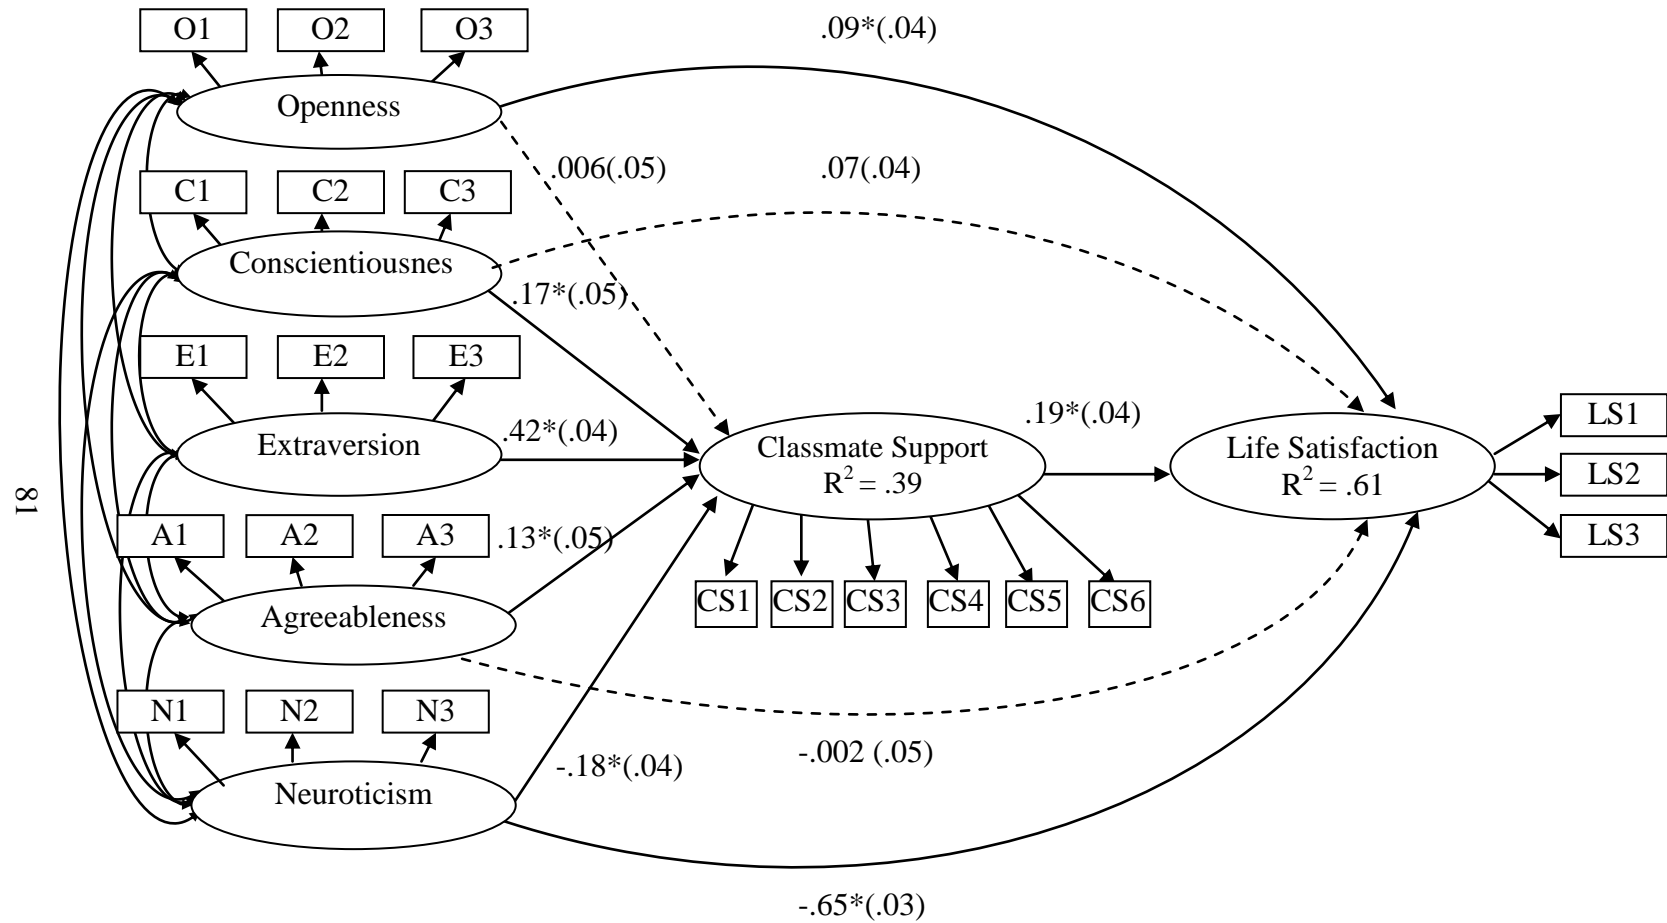 O1
O2
O3
.09*(.04)
Openness
.006(.05)
.07(.04)
C1
C2
C3
Conscientiousnes
.17*(.05)
E1
E2
E3
Extraversion
.42*(.04)
Classmate Support
R² = .39
.19*(.04)
Life Satisfaction
R² = .61
LS1
LS2
LS3
81
A1
A2
A3
.13*(.05)
Agreeableness
CS1
CS2
CS3
CS4
CS5
CS6
N1
N2
N3
-.18*(.04)
-.002 (.05)
Neuroticism
-.65*(.03)